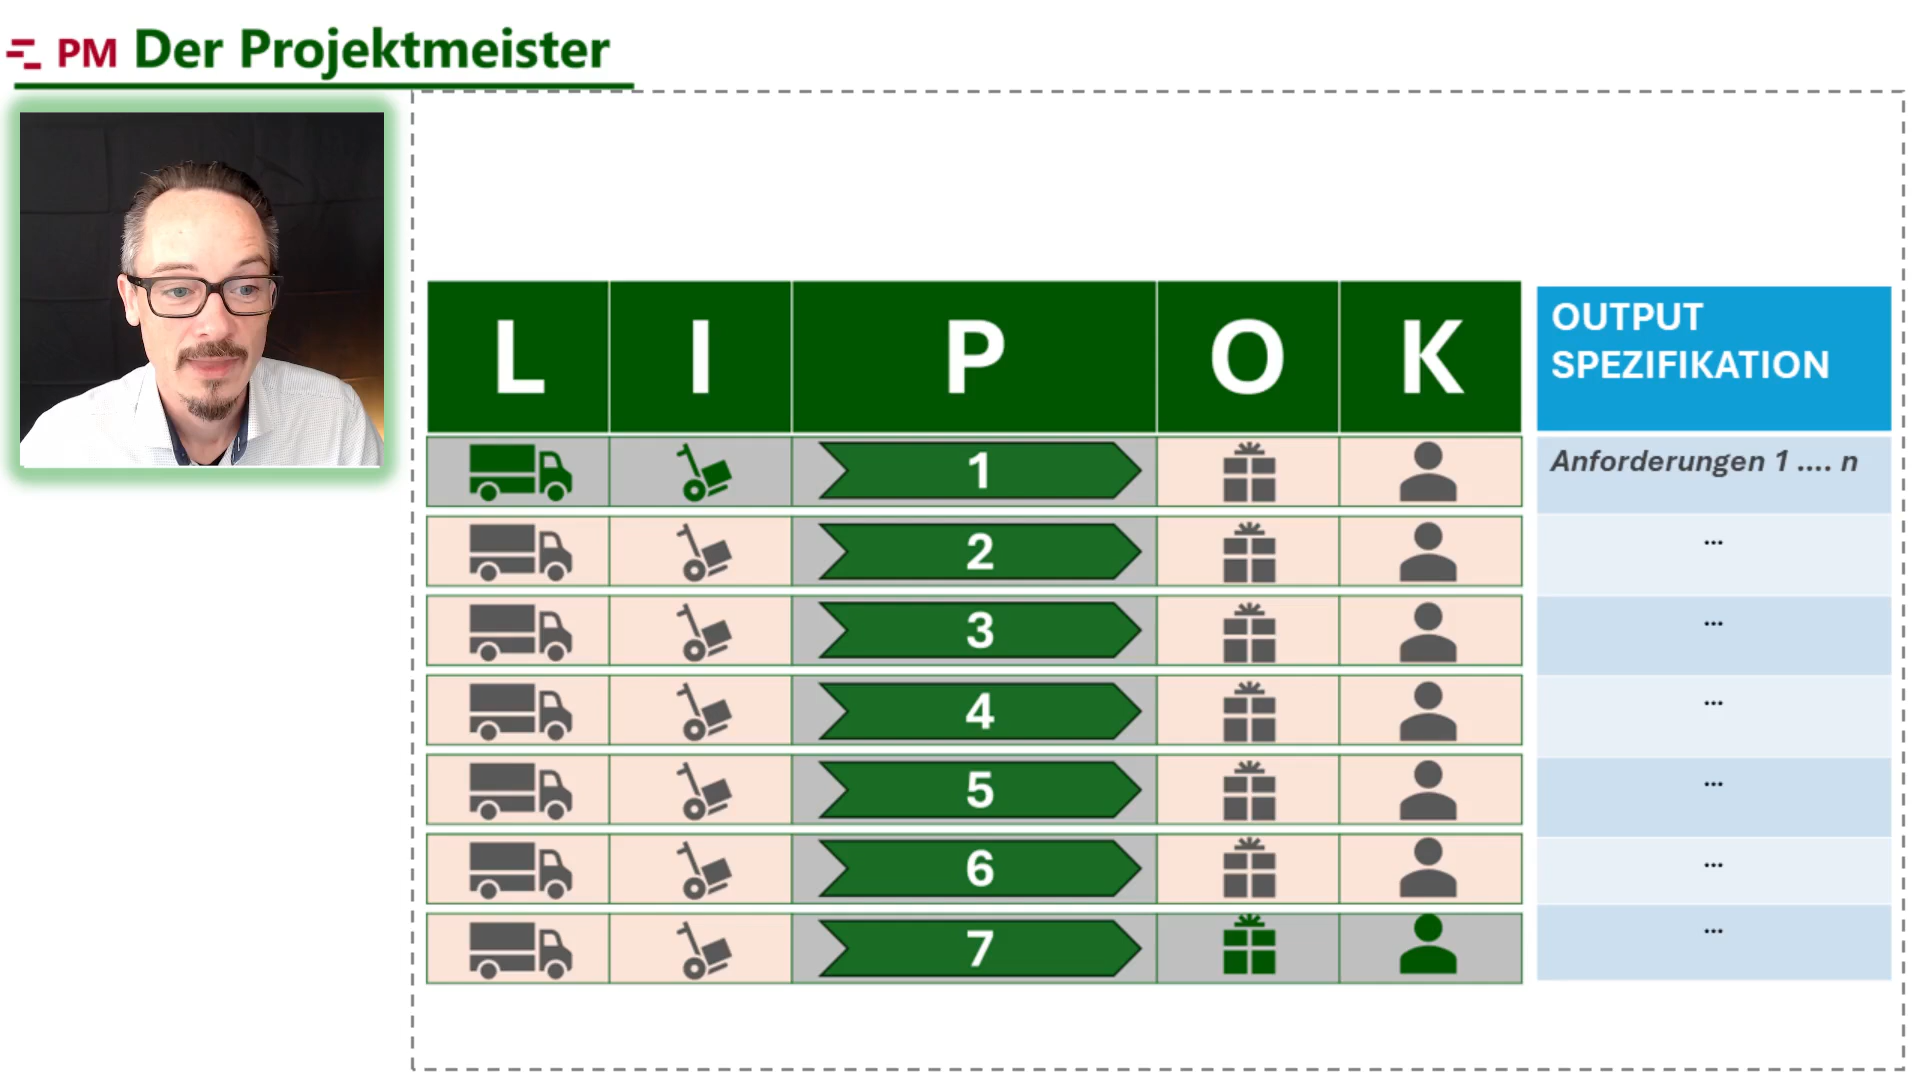 PM Der Projektmeister
L I P O K
OUTPUT
SPEZIFIKATION
1
Anforderungen 1 .... n
2
...
3
...
4
...
5
...
6
...
7
...